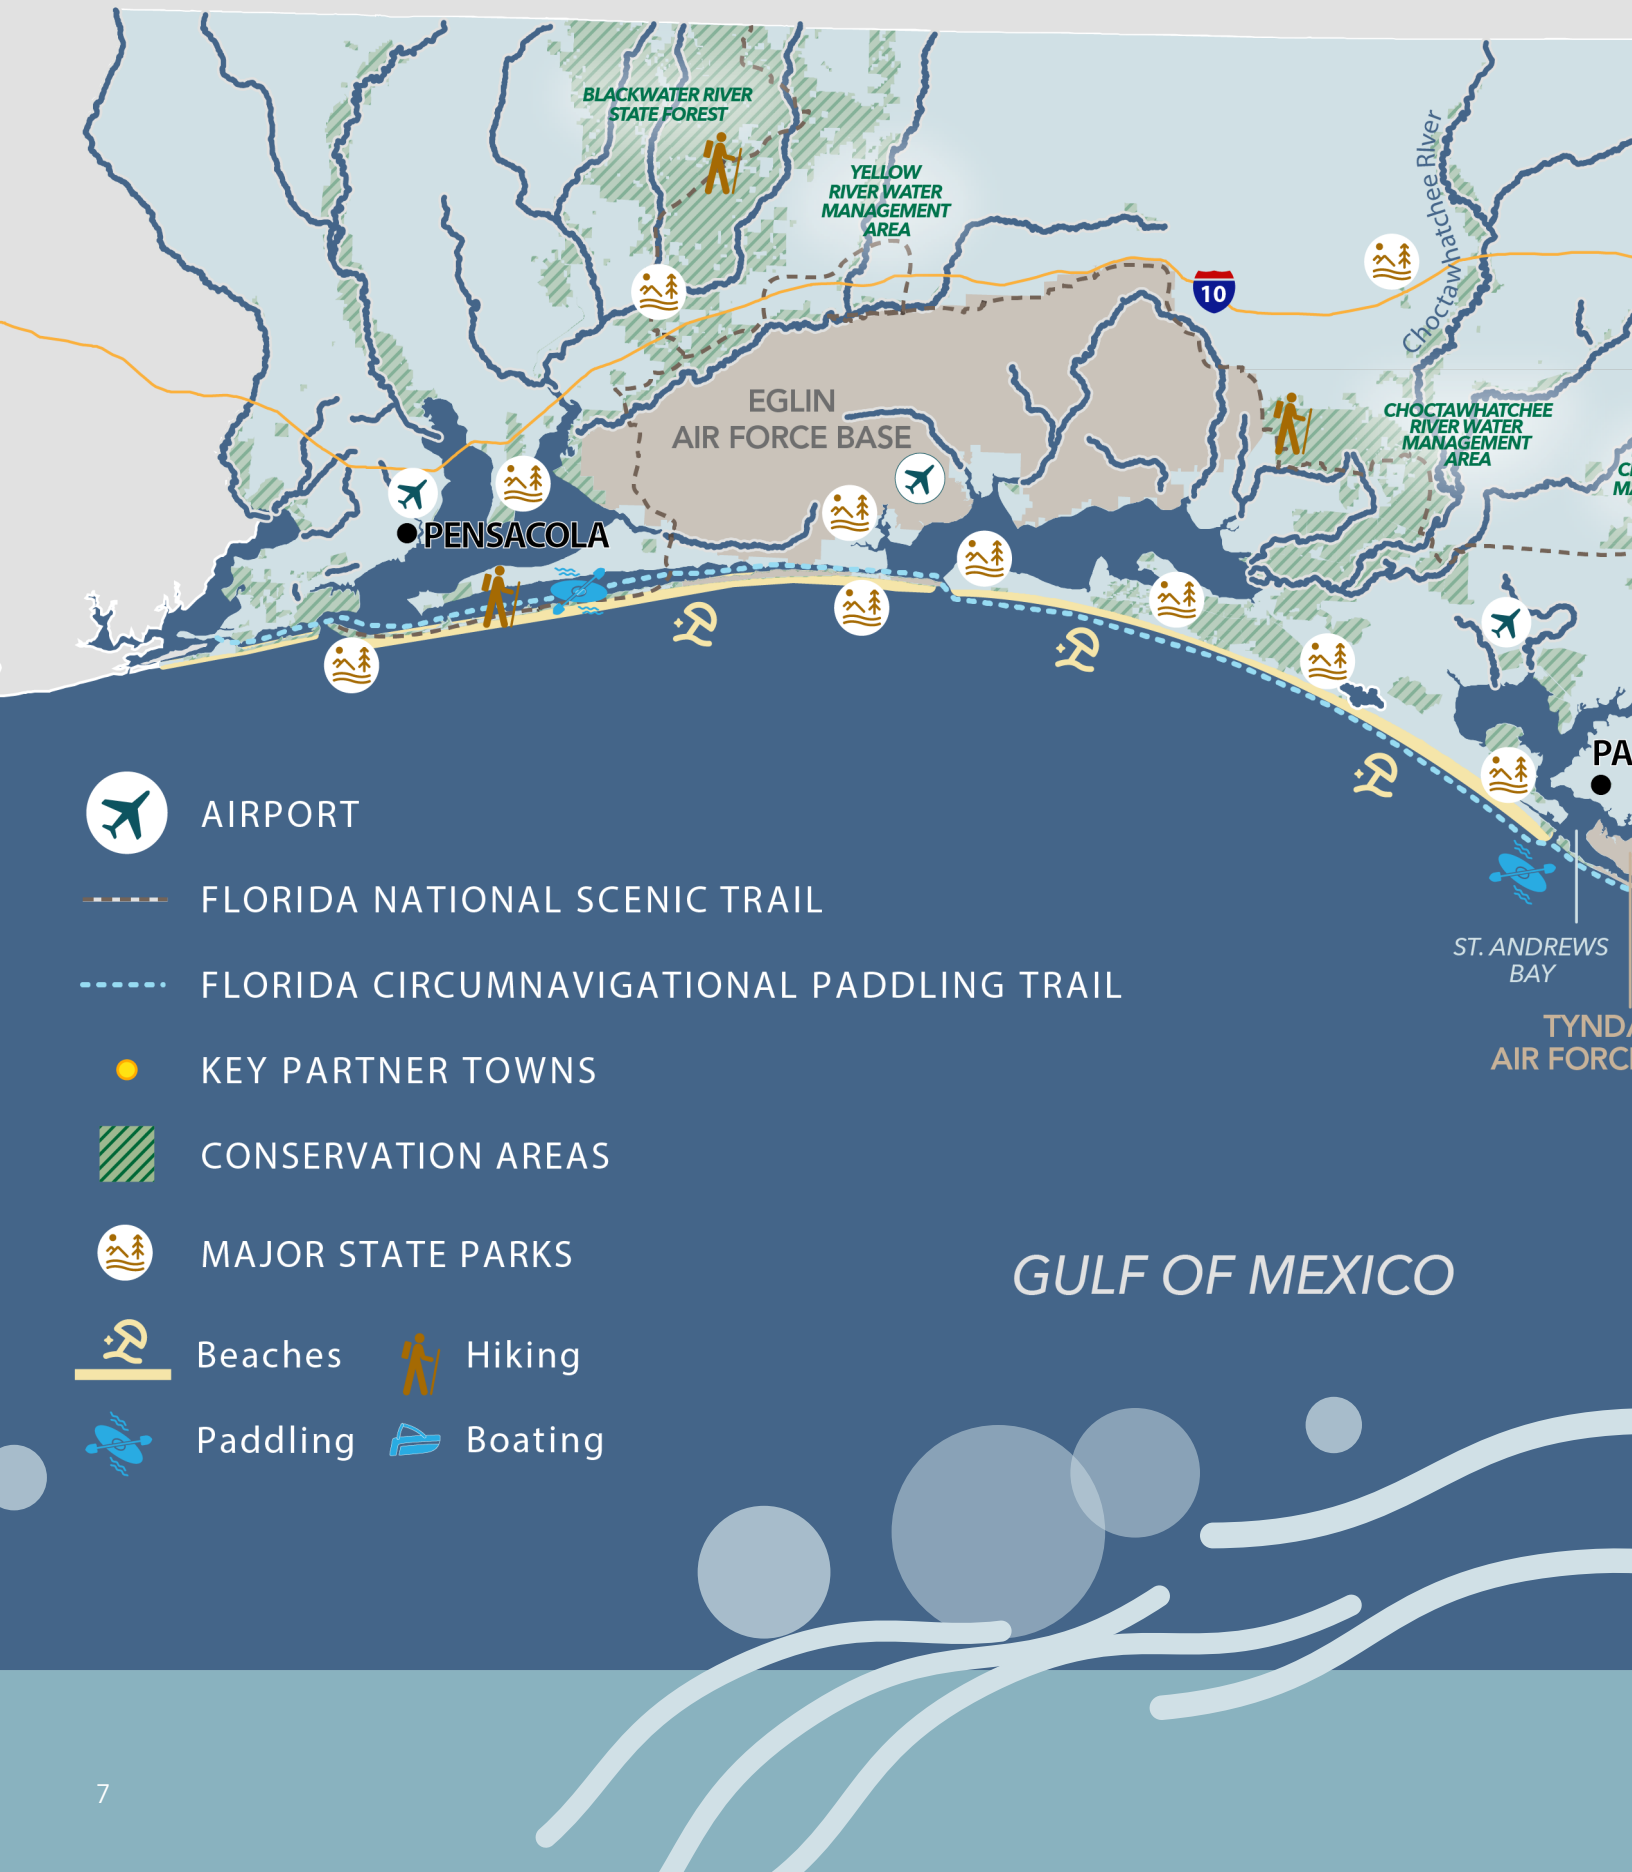 BLACKWATER RIVER
STATE FOREST
YELLOW
RIVER WATER
MANAGEMENT
AREA
Choctawhatchee River
10
EGLIN
AIR FORCE BASE
CHOCTAWHATCHEE
RIVER WATER
MANAGEMENT
AREA
PENSACOLA
PA
AIRPORT
FLORIDA NATIONAL SCENIC TRAIL
ST. ANDREWS
BAY
FLORIDA CIRCUMNAVIGATIONAL PADDLING TRAIL
TYNDA
AIR FORC
KEY PARTNER TOWNS
CONSERVATION AREAS
MAJOR STATE PARKS
GULF OF MEXICO
Beaches
Hiking
Paddling
Boating
7